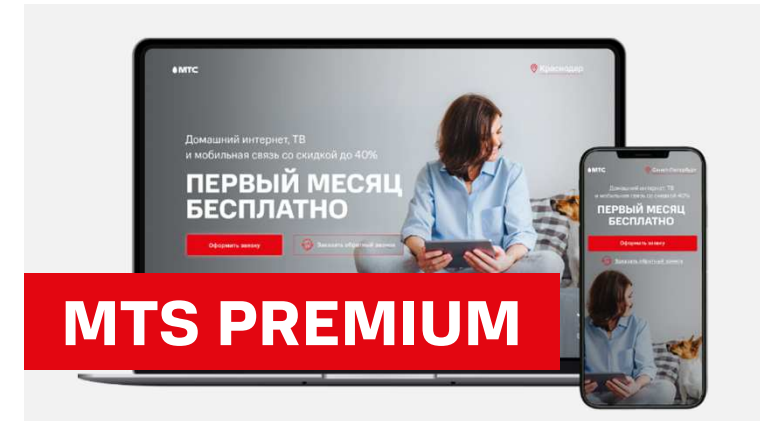 МТС
Краснодар
Домашний интернет, ТВ
и мобильная связь со скидкой до 40%
ПЕРВЫЙ МЕСЯЦ
БЕСПЛАТНО
Оформить заявку
Заказать обратный звонок
MTS PREMIUM
МТС
Санкт-Петербург
Домашний интернет, ТВ
и мобильная связь со скидкой 40%
ПЕРВЫЙ МЕСЯЦ
БЕСПЛАТНО
Оформить заявку
Заказать обратный звонок